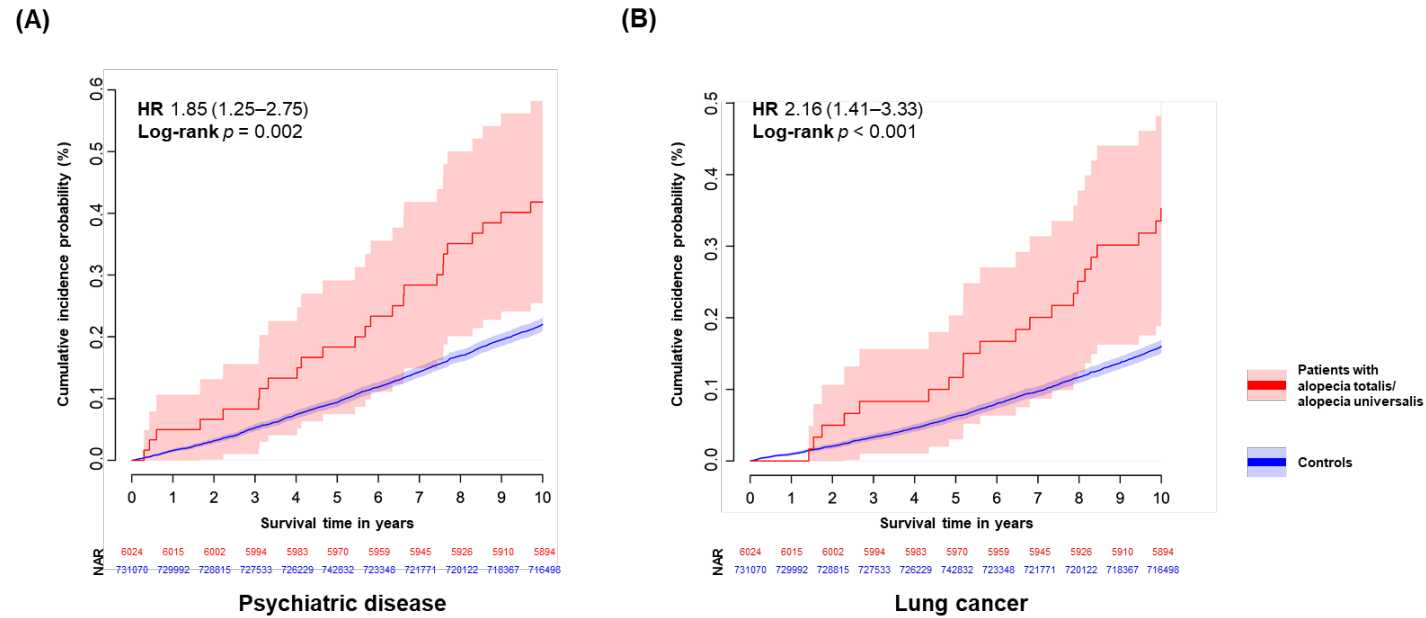 (A)
HR 1.85 (1.25–2.75)
Log-rank p = 0.002
Cumulative incidence probability (%)
0.6
0.5
0.4
0.3
0.2
0.1
0.0
0 1 2 3 4 5 6 7 8 9 10
Survival time in years
NAR
6024 6015 6002 5994 5983 5970 5959 5945 5926 5910 5894
731070 729992 728815 727533 726229 742832 723348 721771 720122 718367 716498
Psychiatric disease
(B)
HR 2.16 (1.41–3.33)
Log-rank p < 0.001
Cumulative incidence probability (%)
0.5
0.4
0.3
0.2
0.1
0.0
0 1 2 3 4 5 6 7 8 9 10
Survival time in years
NAR
6024 6015 6002 5994 5983 5970 5959 5945 5926 5910 5894
731070 729992 728815 727533 726229 742832 723348 721771 720122 718367 716498
Lung cancer
Patients with
alopecia totalis/
alopecia universalis
Controls